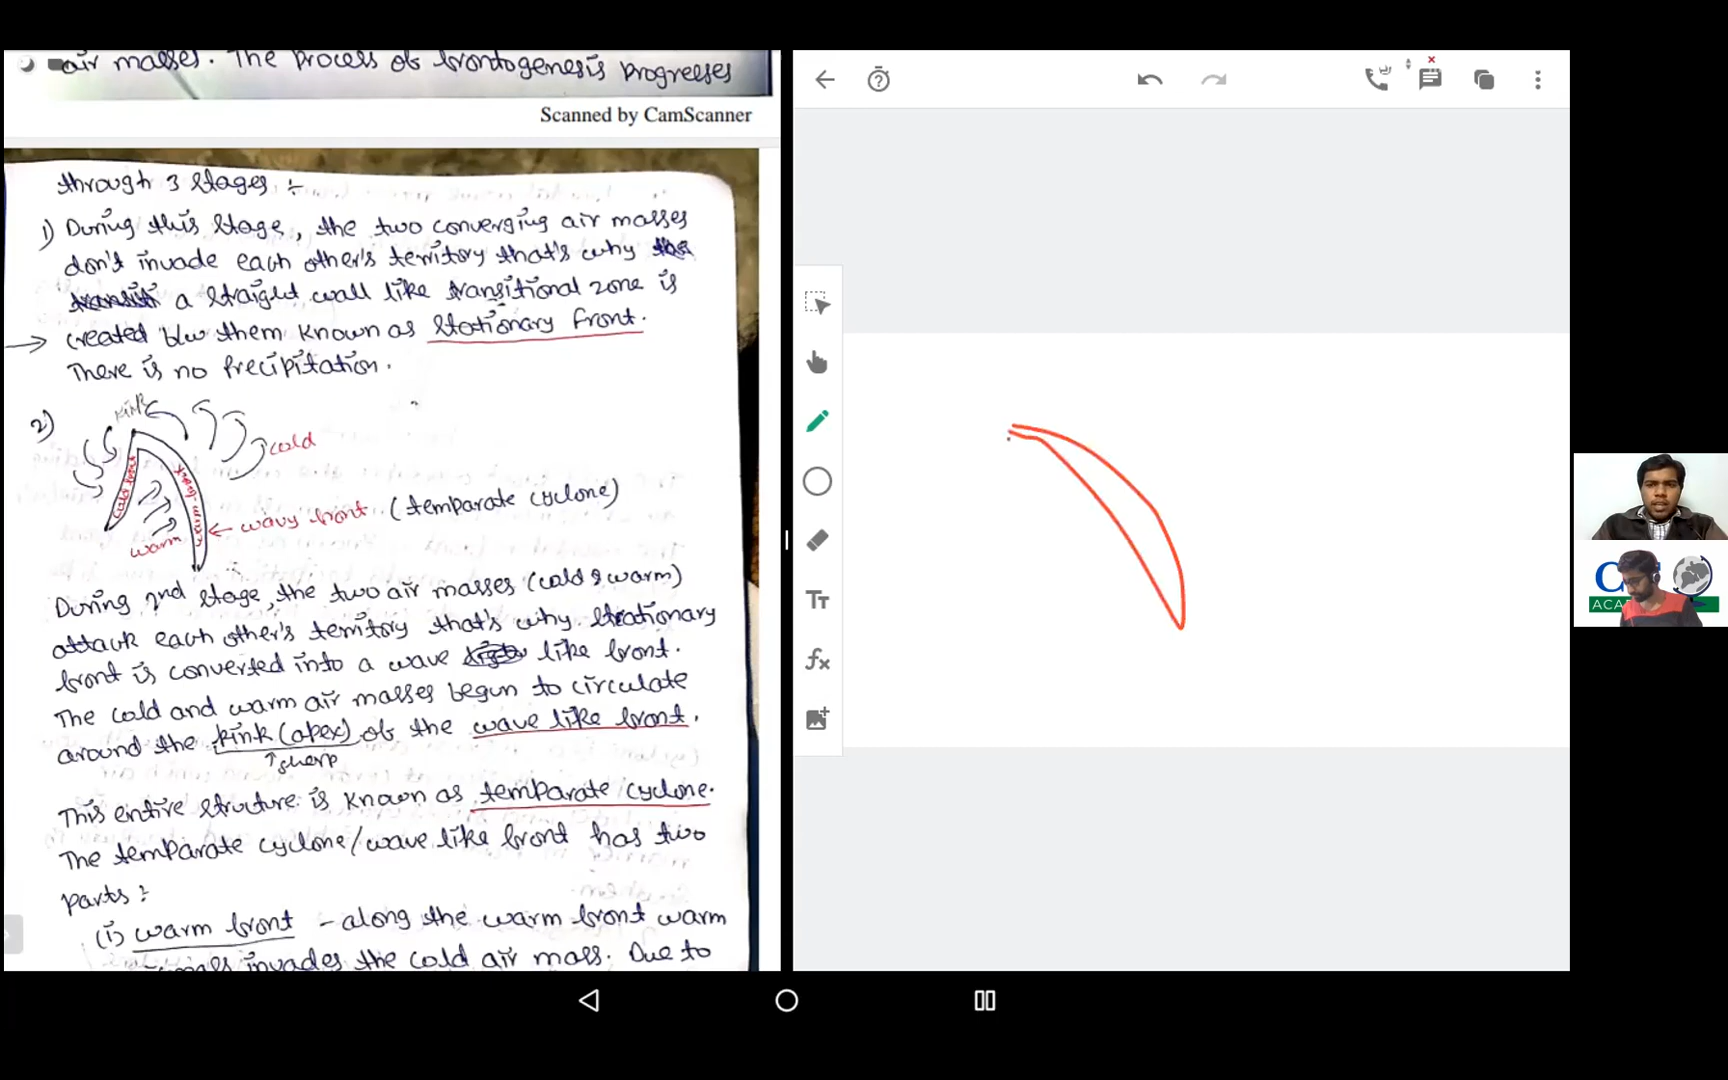 air masses. The process of frontogenesis progresses
Scanned by CamScanner
through 3 stages :-
1) During this stage, the two converging air masses
don't invade each other's territory that's why
a straight wall like transitional zone is
→ created b/w them known as stationary front.
There is no precipitation.
2)
kink
cold
cold front
warm front
warm
← wavy front (temparate cyclone)
During 2nd stage, the two air masses (cold & warm)
attack each other's territory that's why stationary
front is converted into a wave like front.
The cold and warm air masses begun to circulate
around the kink (apex) of the wave like front.
↑sharp
This entire structure is known as temparate cyclone.
The temparate cyclone/wave like front has two
parts :
(i) warm front - along the warm front warm
mass invades the cold air mass. Due to
Tт
fx
ACA